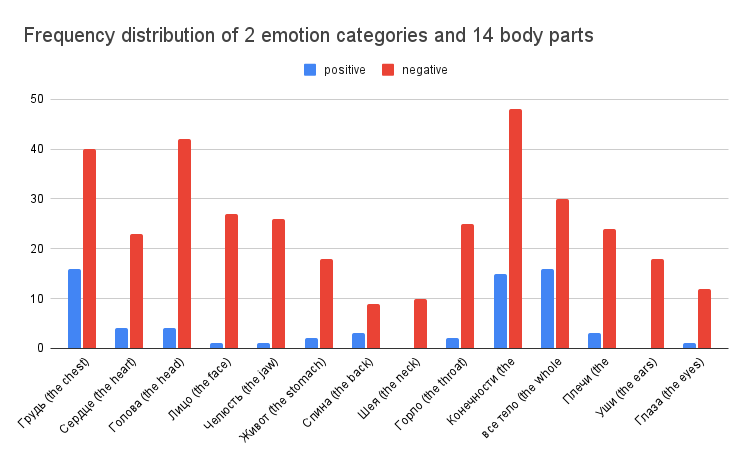 Frequency distribution of 2 emotion categories and 14 body parts
positive
negative
50
40
30
20
10
0
Грудь (the chest)
Сердце (the heart)
Голова (the head)
Лицо (the face)
Челюсть (the jaw)
Живот (the stomach)
Спина (the back)
Шея (the neck)
Горло (the throat)
Конечности (the
все тело (the whole
Плечи (the
Уши (the ears)
Глаза (the eyes)